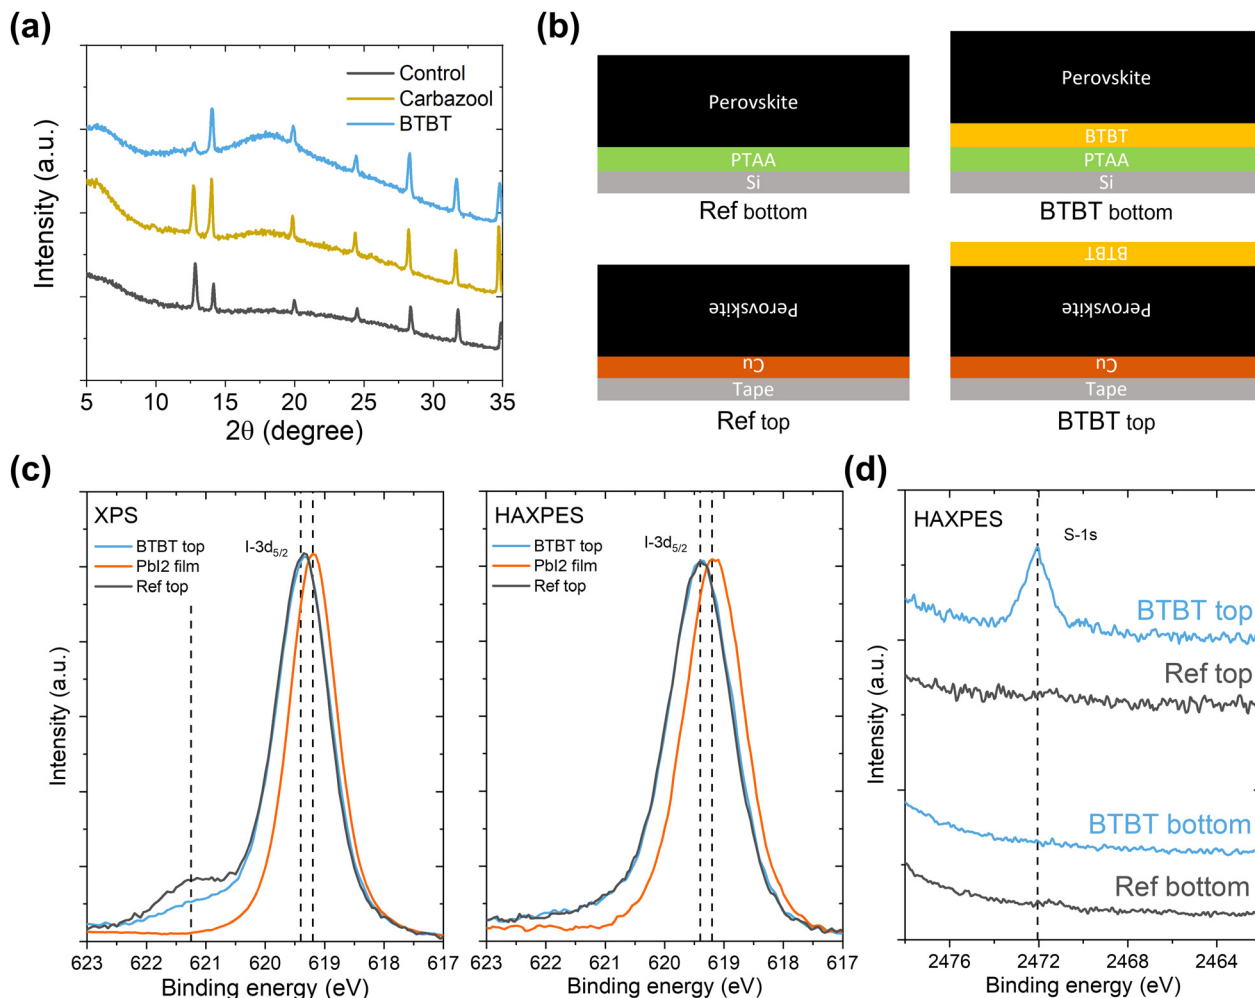 (a)
Intensity (a.u.)
Control
Carbazool
BTBT
5 10 15 20 25 30 35
2θ (degree)
(b)
Perovskite
PTAA
Si
Ref bottom
Perovskite
BTBT
PTAA
Si
BTBT bottom
Perovskite
Cu
Tape
Ref top
BTBT
Perovskite
Cu
Tape
BTBT top
(c)
Intensity (a.u.)
XPS
BTBT top
PbI2 film
Ref top
I-3d5/2
623 622 621 620 619 618 617
Binding energy (eV)
HAXPES
BTBT top
PbI2 film
Ref top
I-3d5/2
623 622 621 620 619 618 617
Binding energy (eV)
(d)
Intensity (a.u.)
HAXPES
S-1s
BTBT top
Ref top
BTBT bottom
Ref bottom
2476 2472 2468 2464
Binding energy (eV)